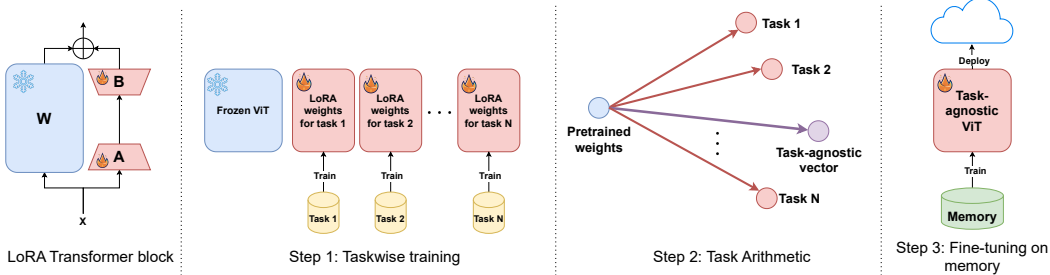 W
B
A
X
LoRA Transformer block
Frozen ViT
LoRA
weights
for task 1
LoRA
weights
for task 2
. . .
LoRA
weights
for task N
Train
Train
Train
Task 1
Task 2
Task N
Step 1: Taskwise training
Task 1
Task 2
Pretrained
weights
Task-agnostic
vector
Task N
Step 2: Task Arithmetic
Deploy
Task-
agnostic
ViT
Train
Memory
Step 3: Fine-tuning on
memory